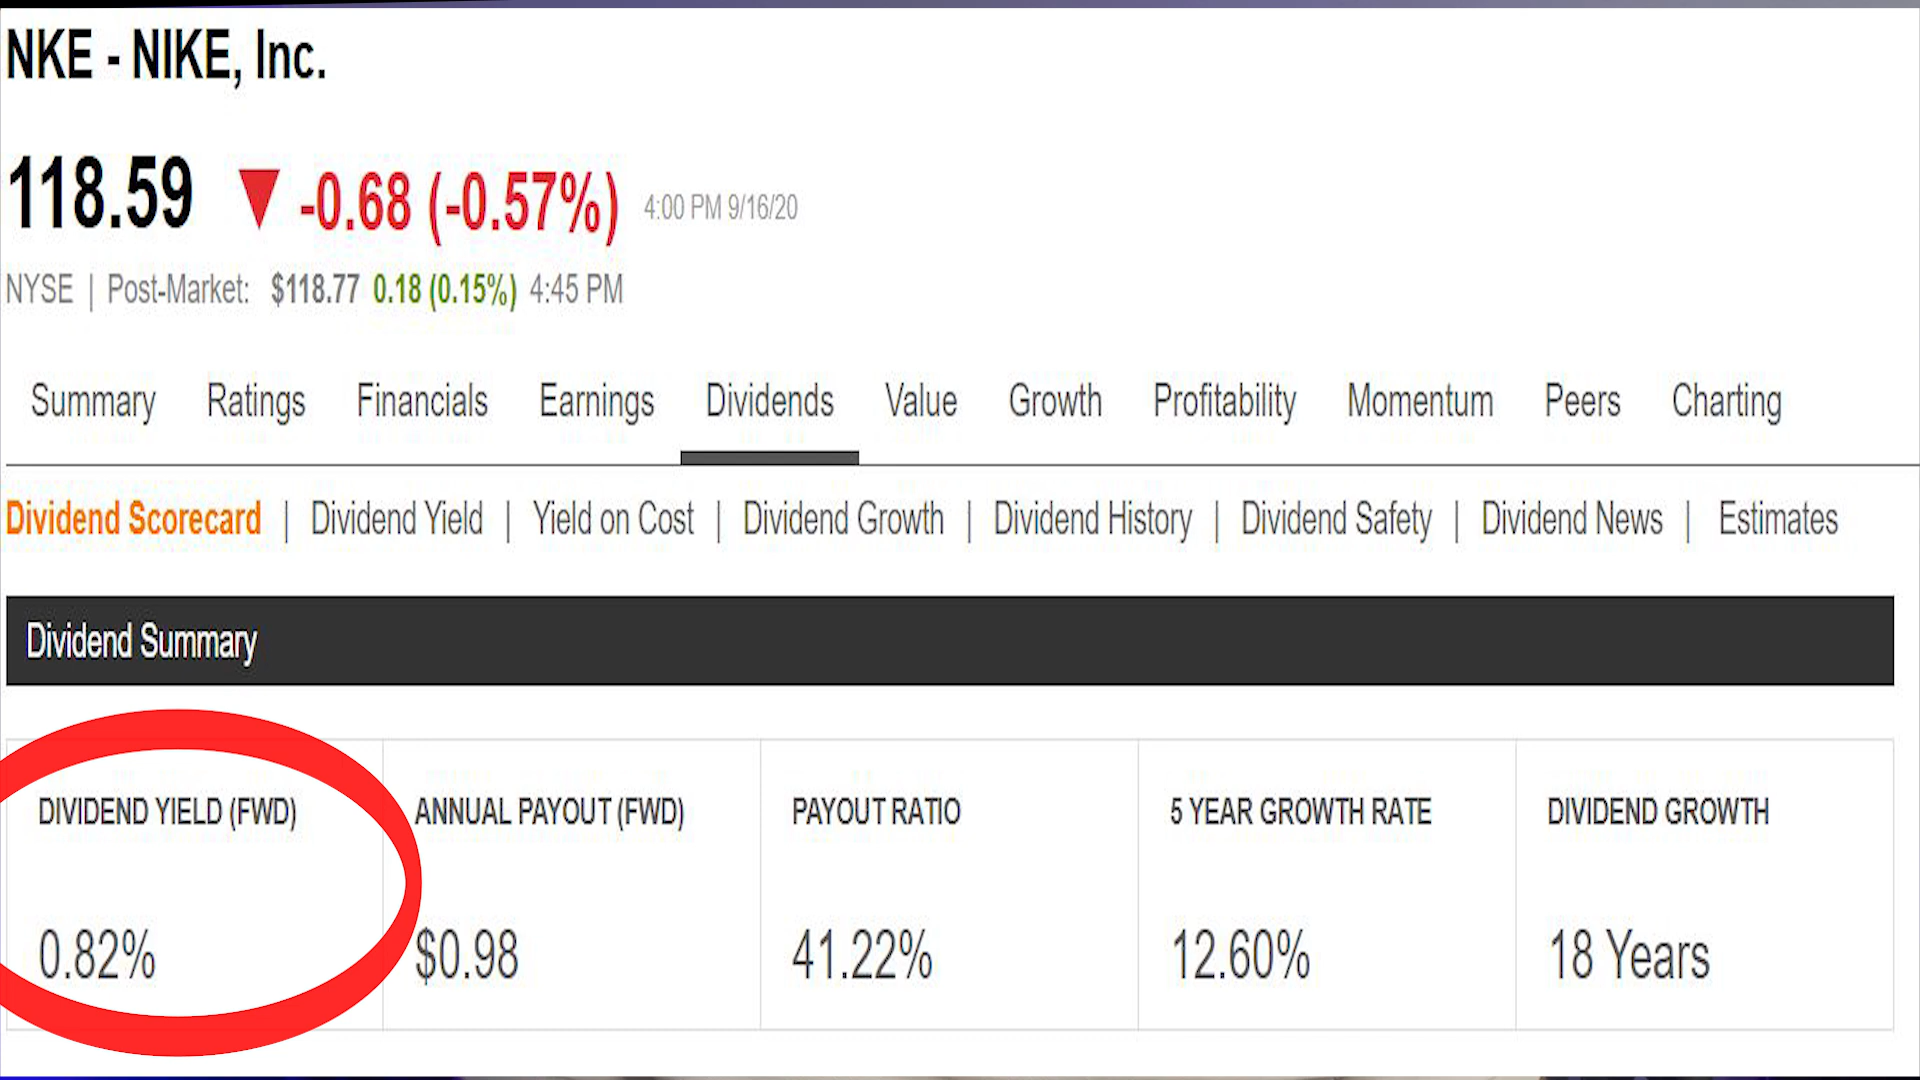 NKE - NIKE, Inc.
118.59 ▼ -0.68 (-0.57%) 4:00 PM 9/16/20
NYSE | Post-Market: $118.77 0.18 (0.15%) 4:45 PM
Summary Ratings Financials Earnings Dividends Value Growth Profitability Momentum Peers Charting
Dividend Scorecard | Dividend Yield | Yield on Cost | Dividend Growth | Dividend History | Dividend Safety | Dividend News | Estimates
Dividend Summary
DIVIDEND YIELD (FWD) ANNUAL PAYOUT (FWD) PAYOUT RATIO 5 YEAR GROWTH RATE DIVIDEND GROWTH
0.82% $0.98 41.22% 12.60% 18 Years